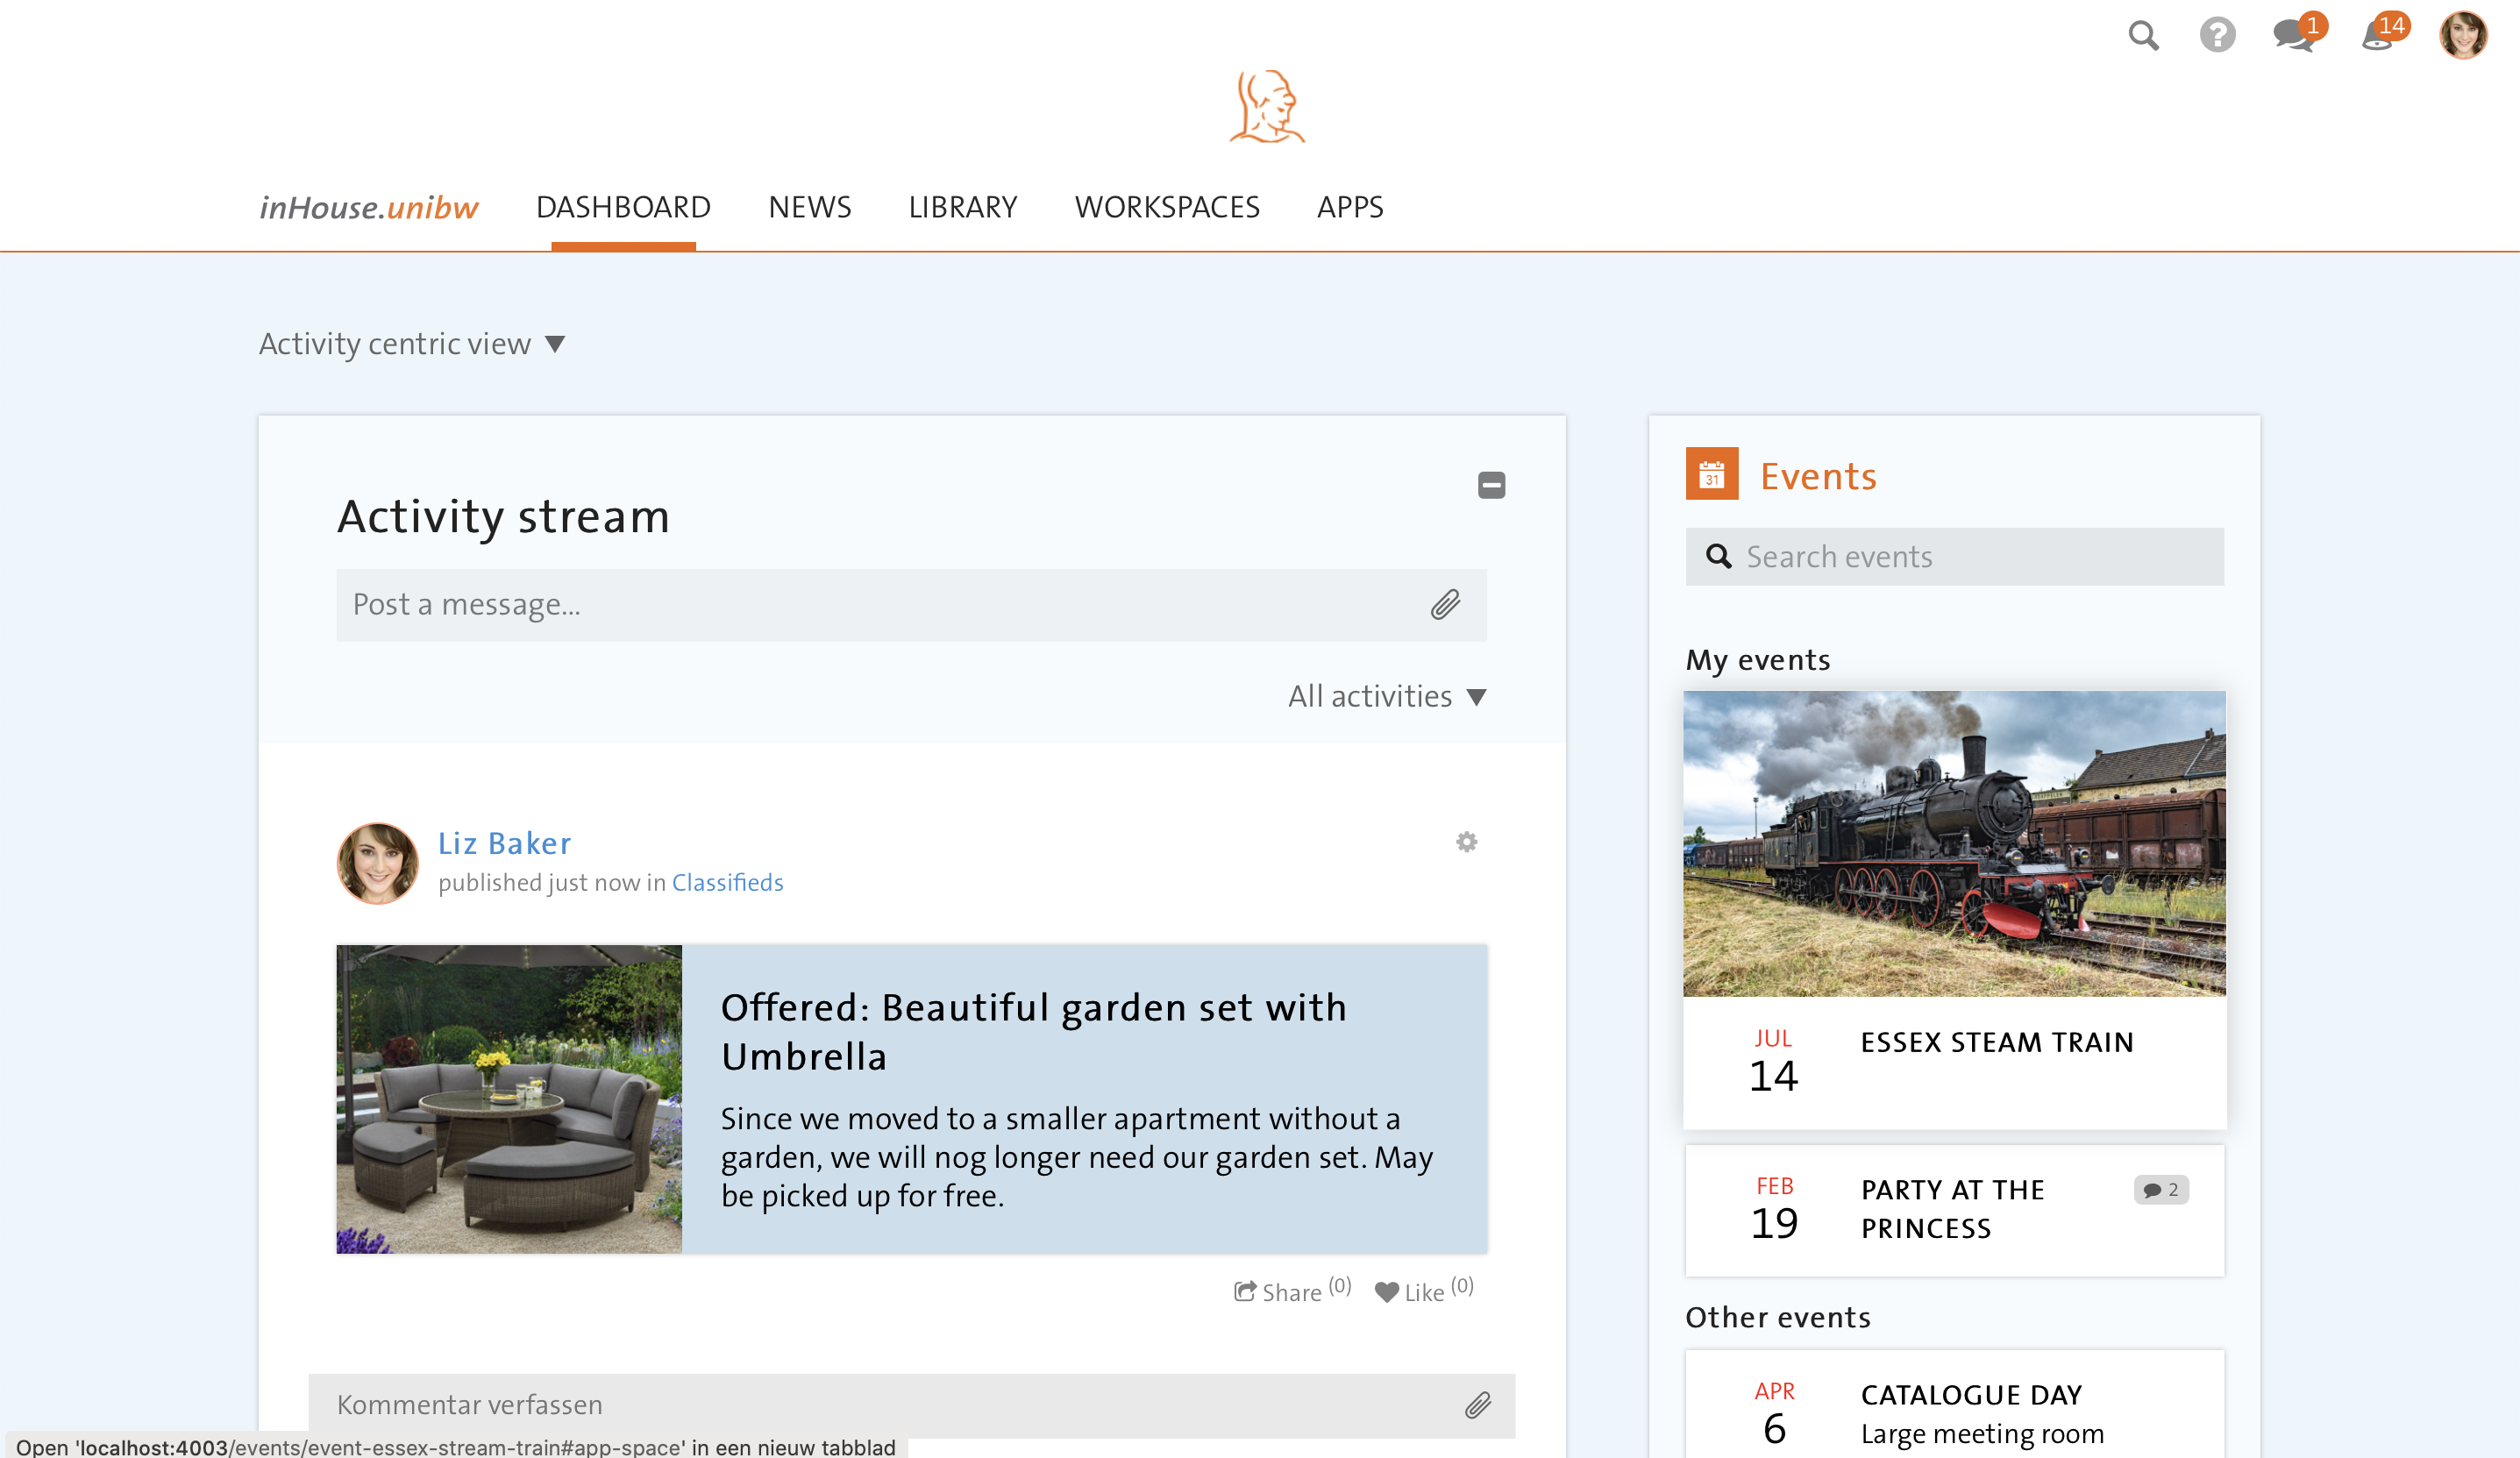 1
14
inHouse.unibw
DASHBOARD
NEWS
LIBRARY
WORKSPACES
APPS
Activity centric view
Activity stream
Post a message...
All activities
Liz Baker
published just now in Classifieds
Offered: Beautiful garden set with
Umbrella
Since we moved to a smaller apartment without a
garden, we will nog longer need our garden set. May
be picked up for free.
Share (0)
Like (0)
Kommentar verfassen
Open 'localhost:4003/events/event-essex-stream-train#app-space' in een nieuw tabblad
31
Events
Search events
My events
JUL
14
ESSEX STEAM TRAIN
FEB
19
PARTY AT THE
PRINCESS
2
Other events
APR
6
CATALOGUE DAY
Large meeting room